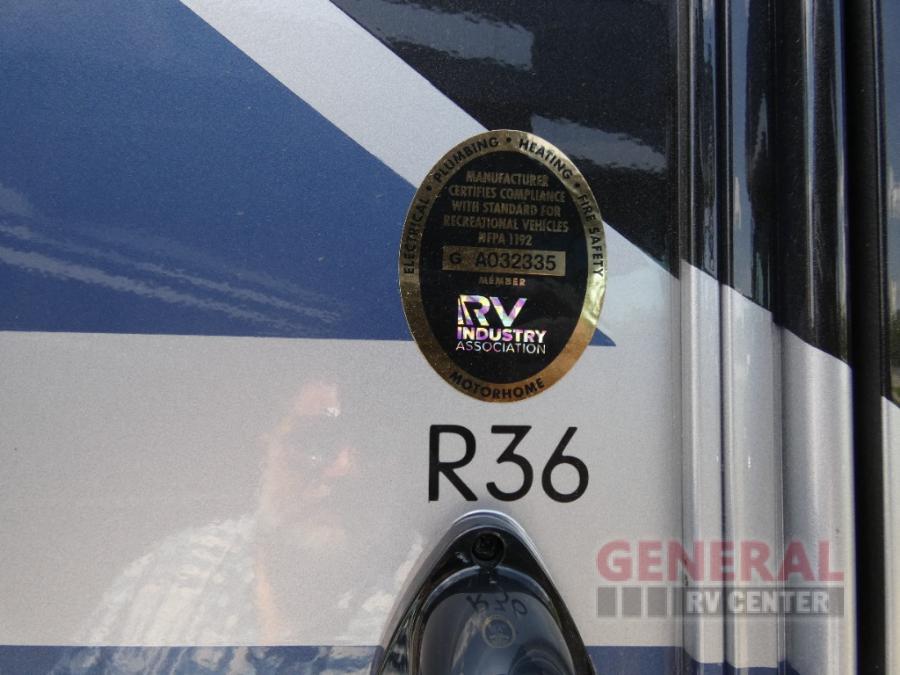 ELECTRICAL • PLUMBING • HEATING • FIRE SAFETY
MANUFACTURER
CERTIFIES COMPLIANCE
WITH STANDARD FOR
RECREATIONAL VEHICLES
NFPA 1192
G A032335
MEMBER
RV
INDUSTRY
ASSOCIATION
MOTORHOME
R36
GENERAL
RV CENTER